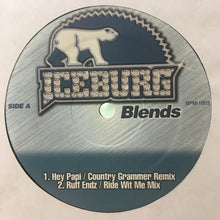 ICEBURG
Blends
SIDE A
BPM-1003
1. Hey Papi / Country Grammer Remix
2. Ruff Endz / Ride Wit Me Mix